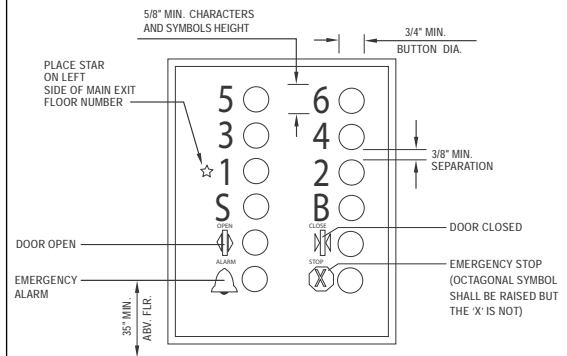 5/8" MIN. CHARACTERS
AND SYMBOLS HEIGHT
3/4" MIN.
BUTTON DIA.
PLACE STAR
ON LEFT
SIDE OF MAIN EXIT
FLOOR NUMBER
5 6
3 4
3/8" MIN.
SEPARATION
1 2
S B
OPEN CLOSE
DOOR OPEN
DOOR CLOSED
ALARM STOP
X
EMERGENCY
ALARM
EMERGENCY STOP
(OCTAGONAL SYMBOL
SHALL BE RAISED BUT
THE 'X' IS NOT)
35" MIN.
ABV. FLR.